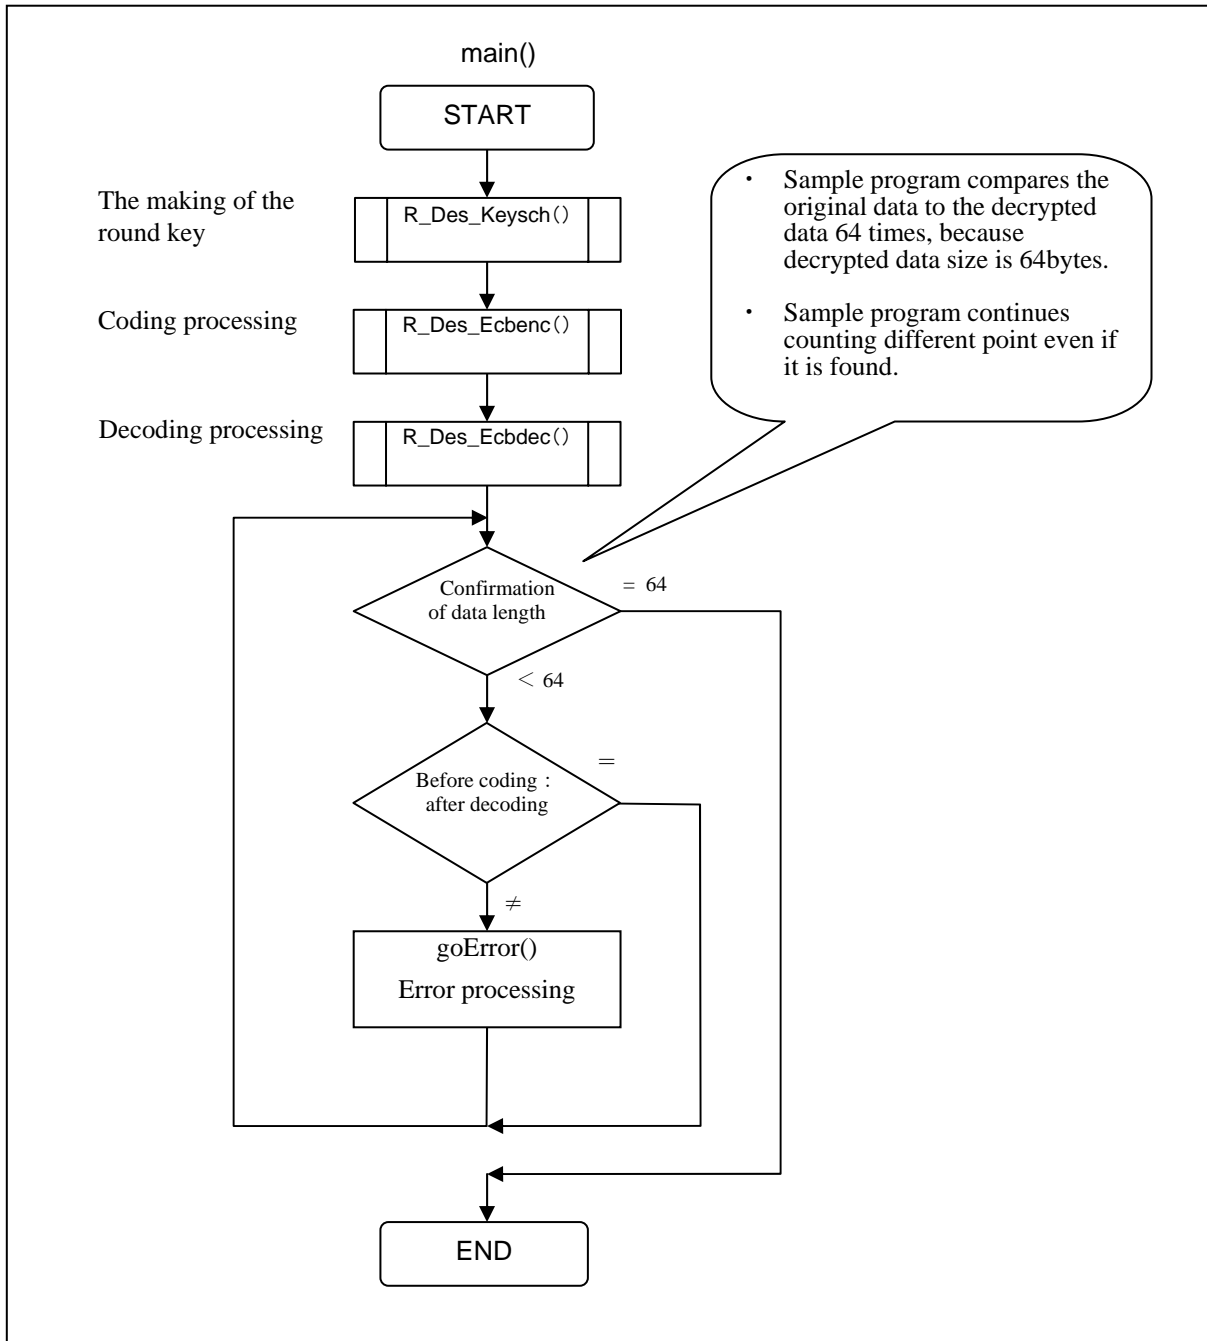 main()
START
The making of the
round key
R_Des_Keysch()
・ Sample program compares the
original data to the decrypted
data 64 times, because
decrypted data size is 64bytes.
・ Sample program continues
counting different point even if
it is found.
Coding processing
R_Des_Ecbenc()
Decoding processing
R_Des_Ecbdec()
Confirmation
of data length
= 64
< 64
Before coding :
after decoding
=
≠
goError()
Error processing
END